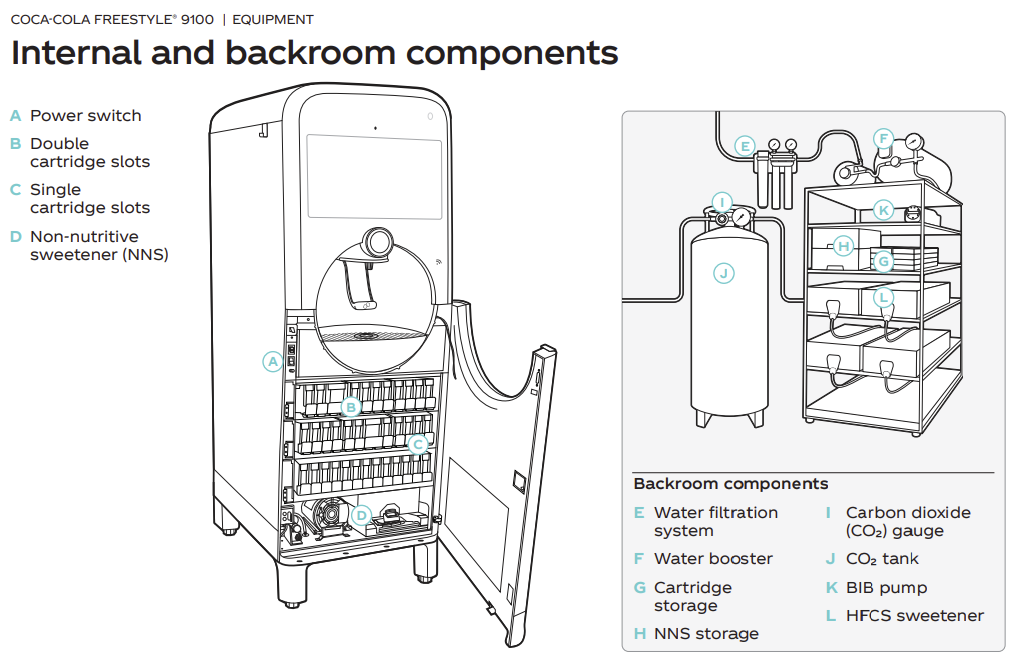 COCA-COLA FREESTYLE® 9100 | EQUIPMENT
Internal and backroom components
A Power switch
B Double
cartridge slots
C Single
cartridge slots
D Non-nutritive
sweetener (NNS)
A
B
C
D
E
F
I
K
H
G
J
L
Backroom components
E Water filtration
system
F Water booster
G Cartridge
storage
H NNS storage
I Carbon dioxide
(CO₂) gauge
J CO₂ tank
K BIB pump
L HFCS sweetener